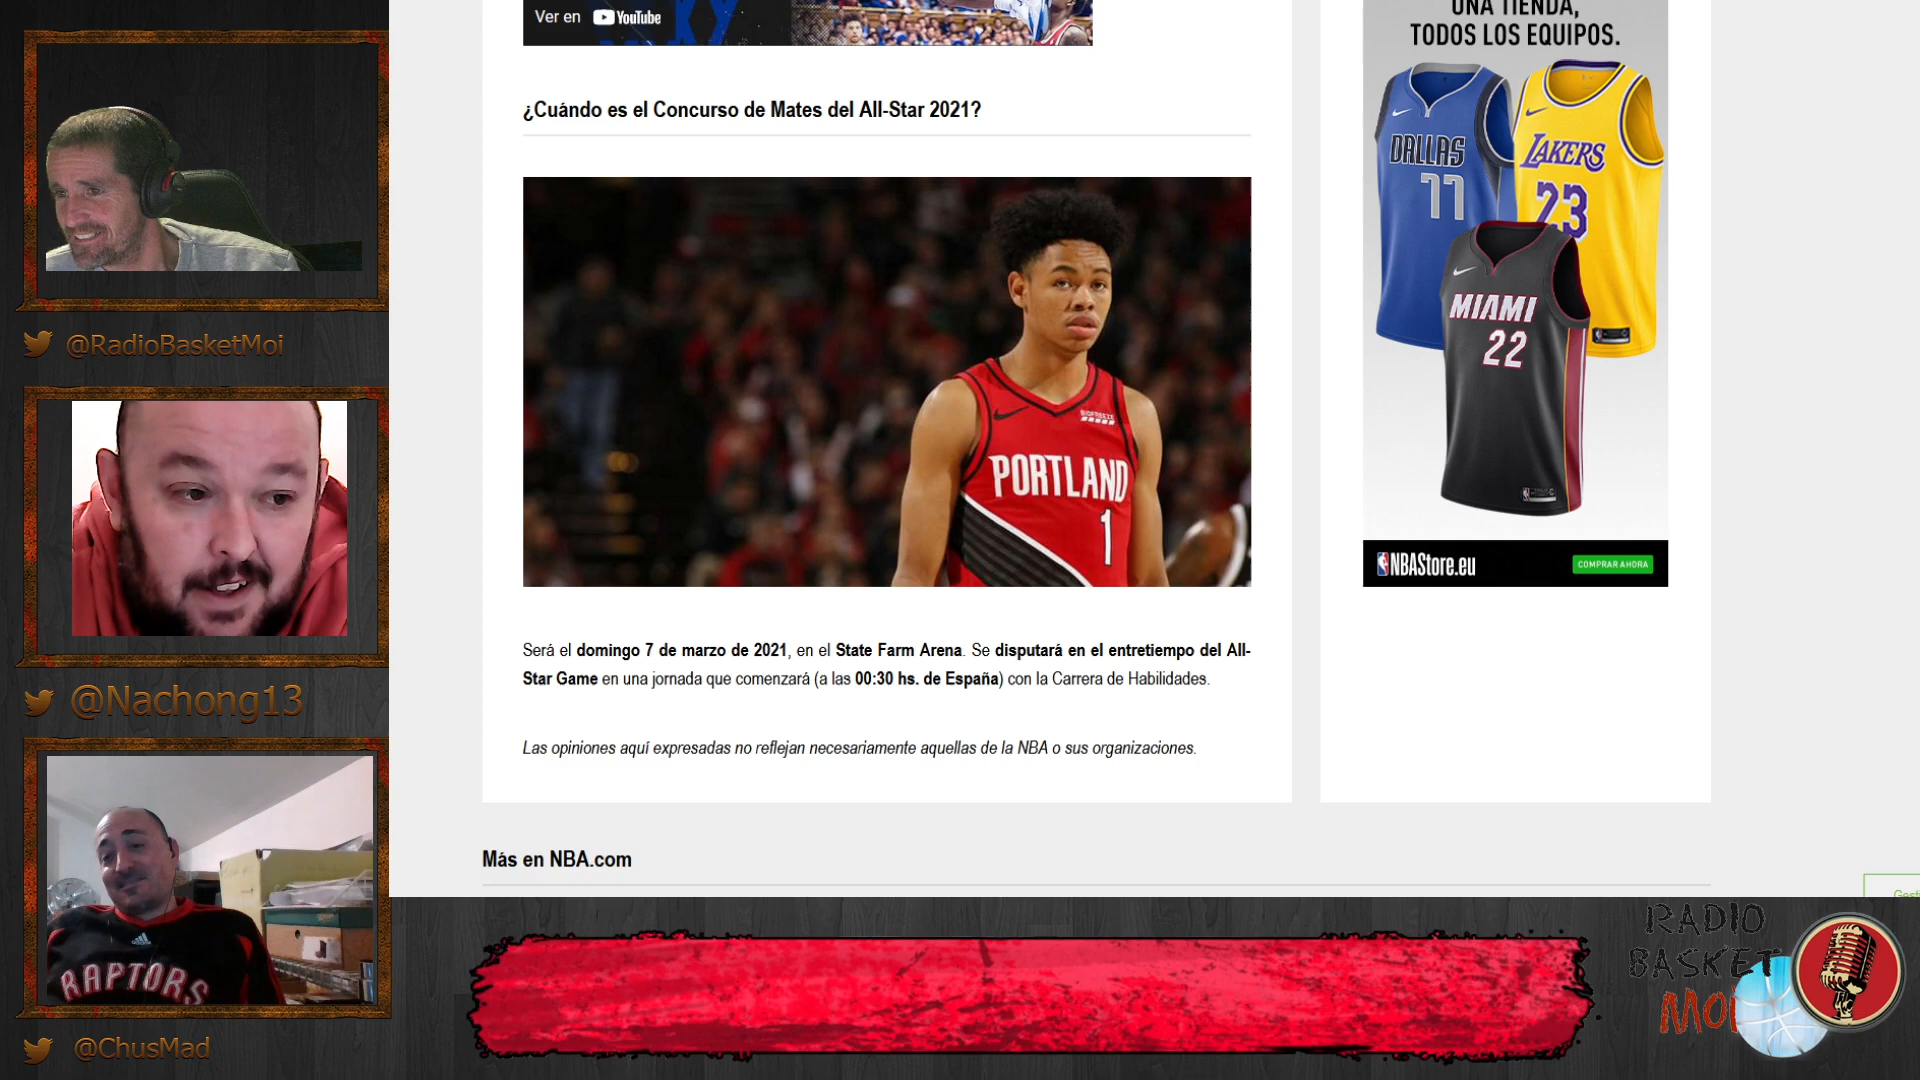 Ver en YouTube
UNA TIENDA,
TODOS LOS EQUIPOS.
¿Cuándo es el Concurso de Mates del All-Star 2021?
DALLAS
77
LAKERS
23
MIAMI
22
BIOFREEZE
PORTLAND
1
NBAStore.eu
COMPRAR AHORA
Será el domingo 7 de marzo de 2021, en el State Farm Arena. Se disputará en el entretiempo del All-
Star Game en una jornada que comenzará (a las 00:30 hs. de España) con la Carrera de Habilidades.
Las opiniones aquí expresadas no reflejan necesariamente aquellas de la NBA o sus organizaciones.
Más en NBA.com
@RadioBasketMoi
@Nachong13
RAPTORS
@ChusMad
RADIO
BASKET
Moi